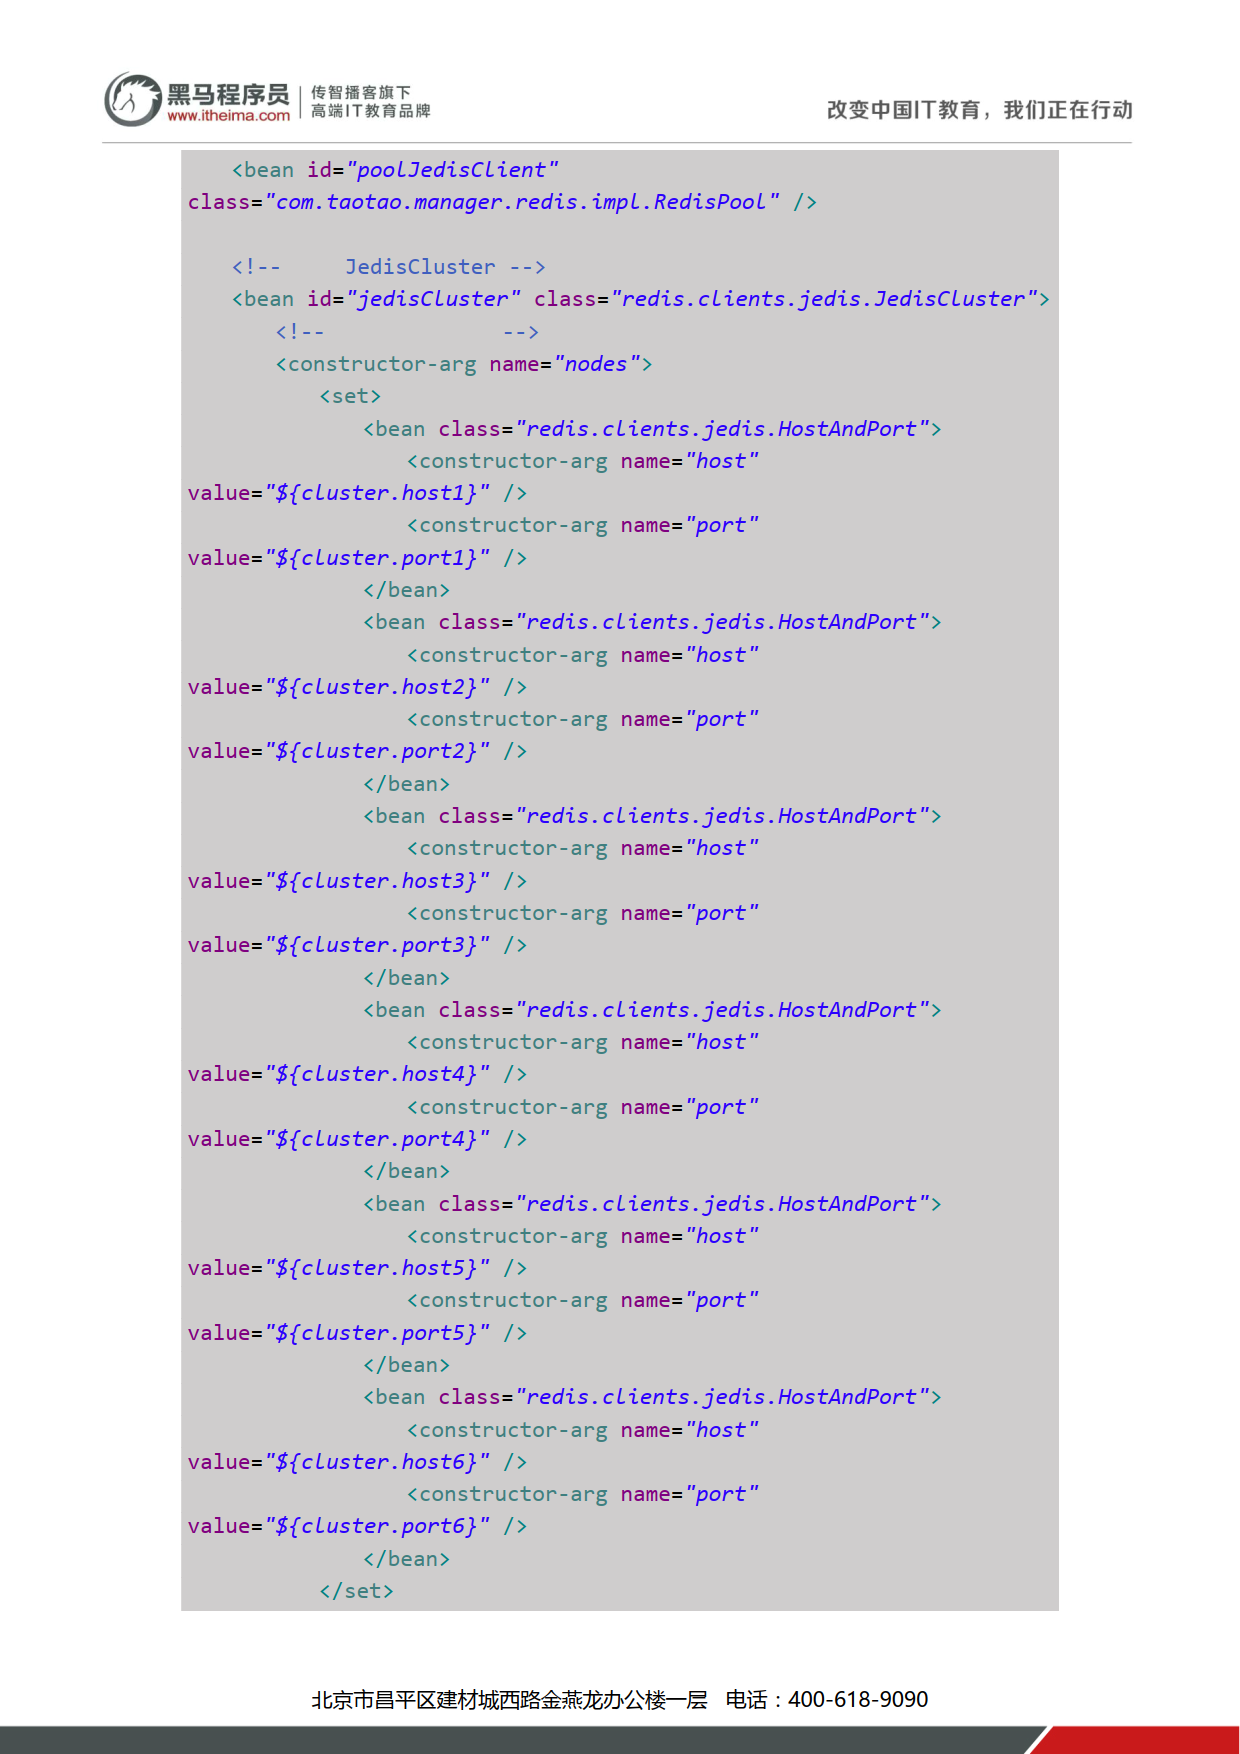 黑马程序员
www.itheima.com
传智播客旗下
高端IT教育品牌
改变中国IT教育，我们正在行动
<bean id="poolJedisClient"
class="com.taotao.manager.redis.impl.RedisPool" />
<!-- JedisCluster -->
<bean id="jedisCluster" class="redis.clients.jedis.JedisCluster">
<!-- -->
<constructor-arg name="nodes">
<set>
<bean class="redis.clients.jedis.HostAndPort">
<constructor-arg name="host"
value="${cluster.host1}" />
<constructor-arg name="port"
value="${cluster.port1}" />
</bean>
<bean class="redis.clients.jedis.HostAndPort">
<constructor-arg name="host"
value="${cluster.host2}" />
<constructor-arg name="port"
value="${cluster.port2}" />
</bean>
<bean class="redis.clients.jedis.HostAndPort">
<constructor-arg name="host"
value="${cluster.host3}" />
<constructor-arg name="port"
value="${cluster.port3}" />
</bean>
<bean class="redis.clients.jedis.HostAndPort">
<constructor-arg name="host"
value="${cluster.host4}" />
<constructor-arg name="port"
value="${cluster.port4}" />
</bean>
<bean class="redis.clients.jedis.HostAndPort">
<constructor-arg name="host"
value="${cluster.host5}" />
<constructor-arg name="port"
value="${cluster.port5}" />
</bean>
<bean class="redis.clients.jedis.HostAndPort">
<constructor-arg name="host"
value="${cluster.host6}" />
<constructor-arg name="port"
value="${cluster.port6}" />
</bean>
</set>
北京市昌平区建材城西路金燕龙办公楼一层 电话：400-618-9090